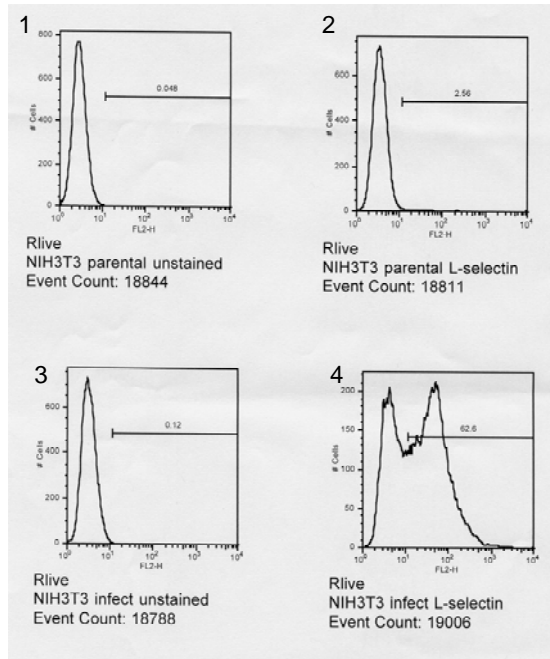 1
800
600
400
200
0
# Cells
0.048
10⁰ 10¹ 10² 10³ 10⁴
FL2-H
Rlive
NIH3T3 parental unstained
Event Count: 18844
2
600
400
200
0
# Cells
2.56
10⁰ 10¹ 10² 10³ 10⁴
FL2-H
Rlive
NIH3T3 parental L-selectin
Event Count: 18811
3
600
400
200
0
# Cells
0.12
10⁰ 10¹ 10² 10³ 10⁴
FL2-H
Rlive
NIH3T3 infect unstained
Event Count: 18788
4
200
150
100
50
0
# Cells
62.6
10⁰ 10¹ 10² 10³ 10⁴
FL2-H
Rlive
NIH3T3 infect L-selectin
Event Count: 19006